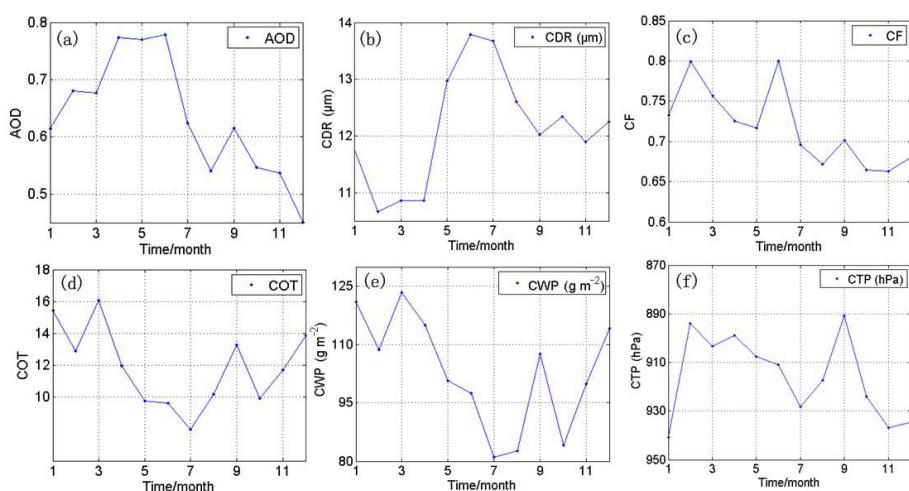 0.8
(a)
AOD
0.7
AOD
0.6
0.5
1 3 5 7 9 11
Time/month
14
(b)
CDR (µm)
13
CDR (µm)
12
11
1 3 5 7 9 11
Time/month
0.85
(c)
CF
0.8
0.75
CF
0.7
0.65
0.6
1 3 5 7 9 11
Time/month
18
(d)
COT
16
14
COT
12
10
1 3 5 7 9 11
Time/month
125
(e)
CWP (g m⁻²)
110
CWP (g m⁻²)
95
80
1 3 5 7 9 11
Time/month
870
(f)
CTP (hPa)
890
CTP (hPa)
910
930
950
1 3 5 7 9 11
Time/month